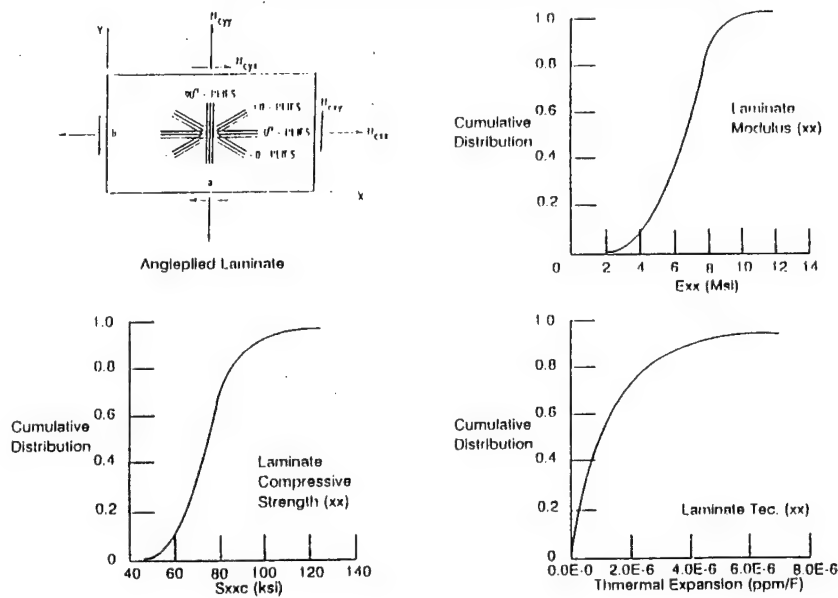 Y
N
cyy
N
cyx
90° - PLIES
+θ - PLIES
0° - PLIES
-θ - PLIES
N
cxy
N
cxx
b
a
X
Angleplied Laminate
1.0
0.8
0.6
0.4
0.2
0
Cumulative
Distribution
Laminate
Modulus (xx)
2 4 6 8 10 12 14
Exx (Msi)
1.0
0.8
0.6
0.4
0.2
0
Cumulative
Distribution
Laminate
Compressive
Strength (xx)
40 60 80 100 120 140
Sxxc (ksi)
1.0
0.8
0.6
0.4
0.2
0
Cumulative
Distribution
Laminate Tec. (xx)
0.0E-6 2.0E-6 4.0E-6 6.0E-6 8.0E-6
Thmermal Expansion (ppm/F)